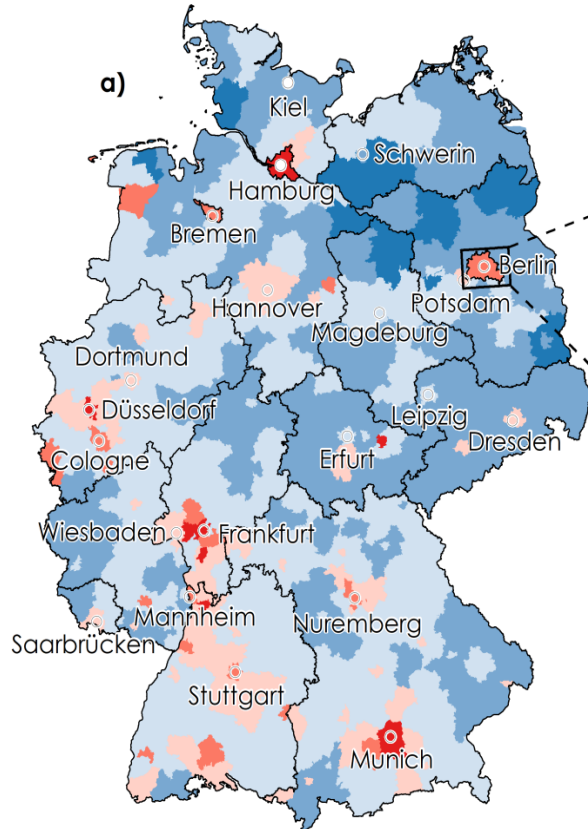 a)
Kiel
Schwerin
Hamburg
Bremen
Berlin
Hannover
Potsdam
Magdeburg
Dortmund
Düsseldorf
Leipzig
Cologne
Erfurt
Dresden
Wiesbaden
Frankfurt
Mannheim
Nuremberg
Saarbrücken
Stuttgart
Munich